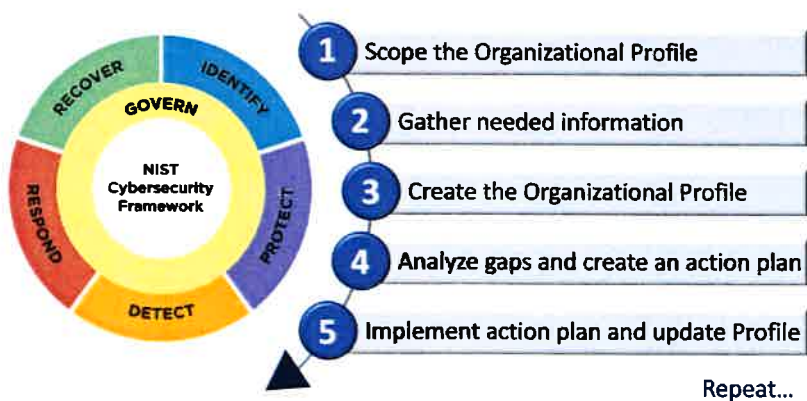 RECOVER
IDENTIFY
GOVERN
NIST
Cybersecurity
Framework
RESPOND
PROTECT
DETECT
1 Scope the Organizational Profile
2 Gather needed information
3 Create the Organizational Profile
4 Analyze gaps and create an action plan
5 Implement action plan and update Profile
Repeat...